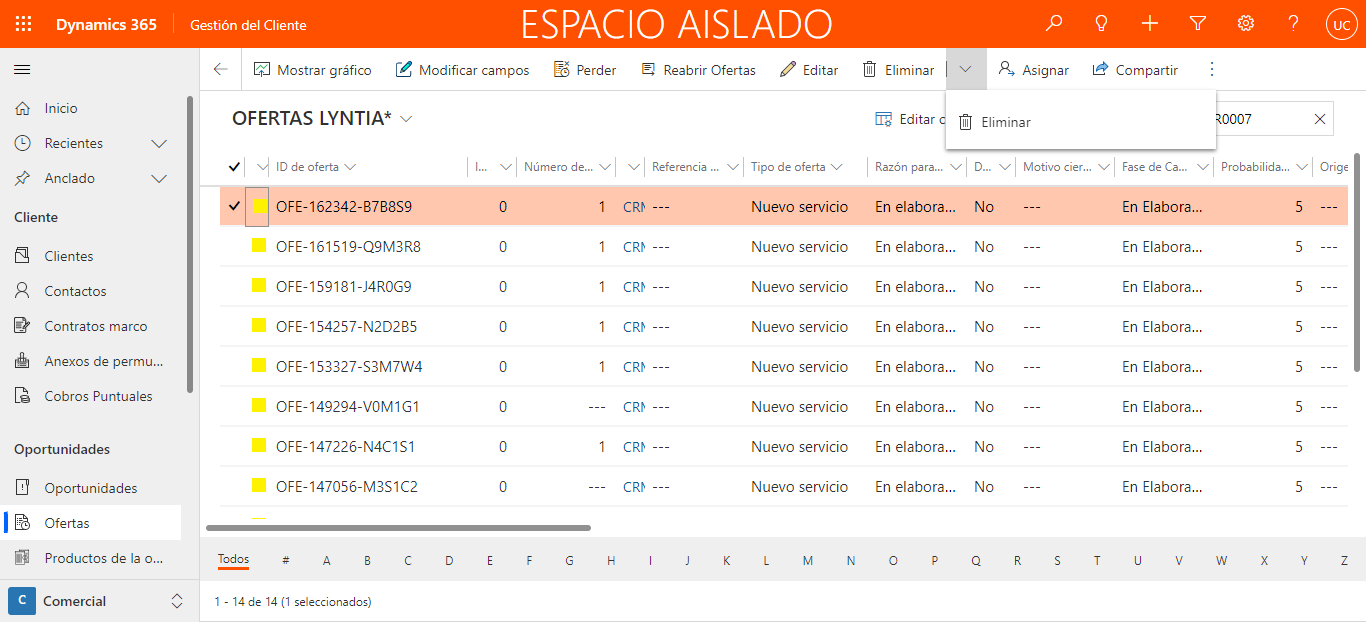 Dynamics 365 Gestión del Cliente ESPACIO AISLADO UC
Mostrar gráfico Modificar campos Perder Reabrir Ofertas Editar Eliminar Asignar Compartir
Inicio
Recientes
Anclado
Cliente
Clientes
Contactos
Contratos marco
Anexos de permu...
Cobros Puntuales
Oportunidades
Oportunidades
Ofertas
Productos de la o...
C Comercial
OFERTAS LYNTIA* Editar R0007
Eliminar
ID de oferta I... Número de... Referencia ... Tipo de oferta Razón para... D... Motivo cier... Fase de Ca... Probabilida... Orige
OFE-162342-B7B8S9 0 1 CRM --- Nuevo servicio En elabora... No --- En Elabora... 5 ---
OFE-161519-Q9M3R8 0 1 CRM --- Nuevo servicio En elabora... No --- En Elabora... 5 ---
OFE-159181-J4R0G9 0 1 CRM --- Nuevo servicio En elabora... No --- En Elabora... 5 ---
OFE-154257-N2D2B5 0 1 CRM --- Nuevo servicio En elabora... No --- En Elabora... 5 ---
OFE-153327-S3M7W4 0 1 CRM --- Nuevo servicio En elabora... No --- En Elabora... 5 ---
OFE-149294-V0M1G1 0 --- CRM --- Nuevo servicio En elabora... No --- En Elabora... 5 ---
OFE-147226-N4C1S1 0 1 CRM --- Nuevo servicio En elabora... No --- En Elabora... 5 ---
OFE-147056-M3S1C2 0 --- CRM --- Nuevo servicio En elabora... No --- En Elabora... 5 ---
Todos # A B C D E F G H I J K L M N O P Q R S T U V W X Y Z
1 - 14 de 14 (1 seleccionados)